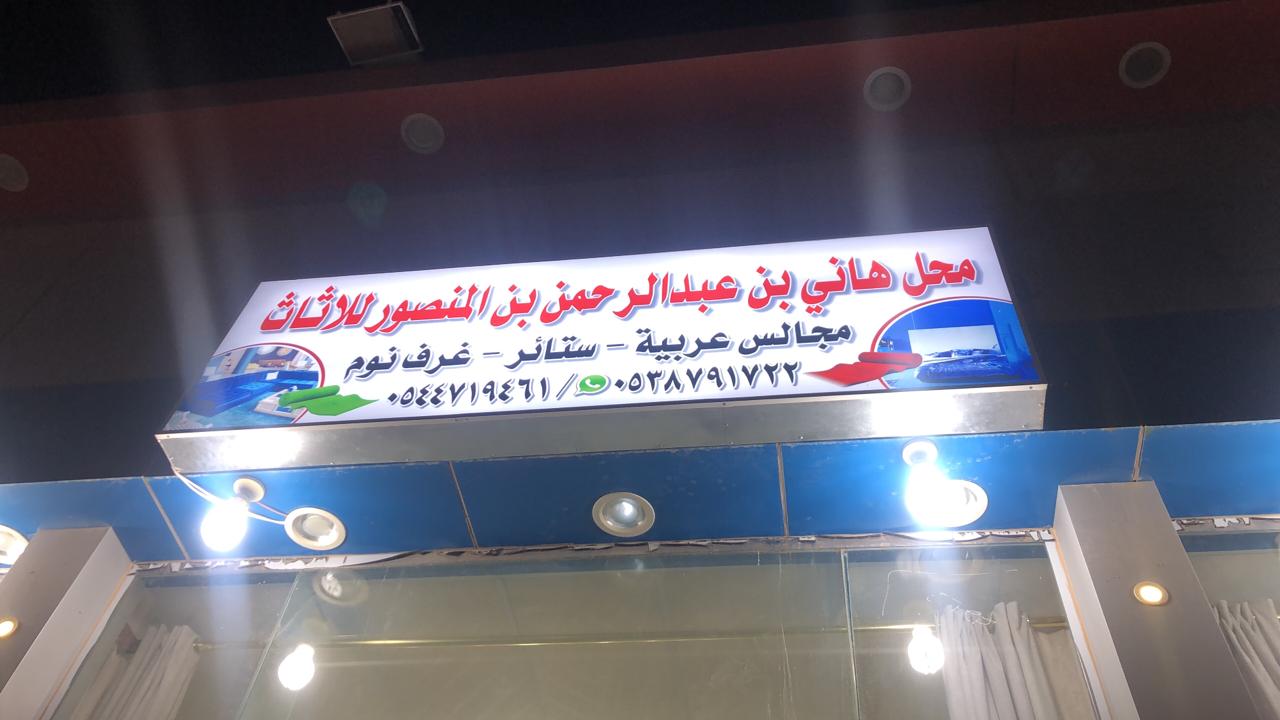 محل هاني بن عبدالرحمن بن المنصور للاثاث
مجالس عربية - ستائر - غرف نوم
٠٥٣٨٧٩١٧٢٢ / ٠٥٤٤٧١٩٤٦١